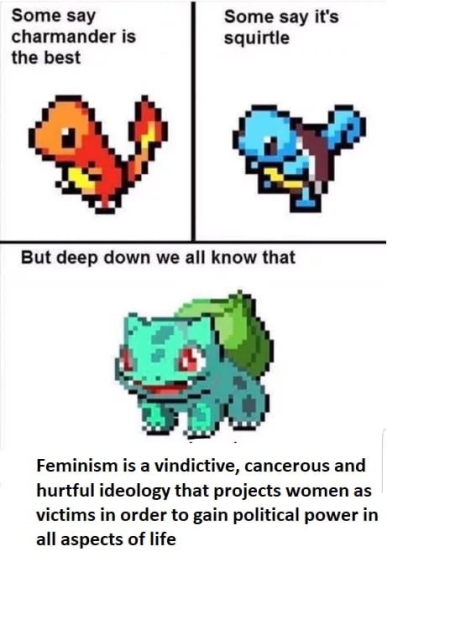 Some say
charmander is
the best
Some say it's
squirtle
But deep down we all know that
Feminism is a vindictive, cancerous and
hurtful ideology that projects women as
victims in order to gain political power in
all aspects of life